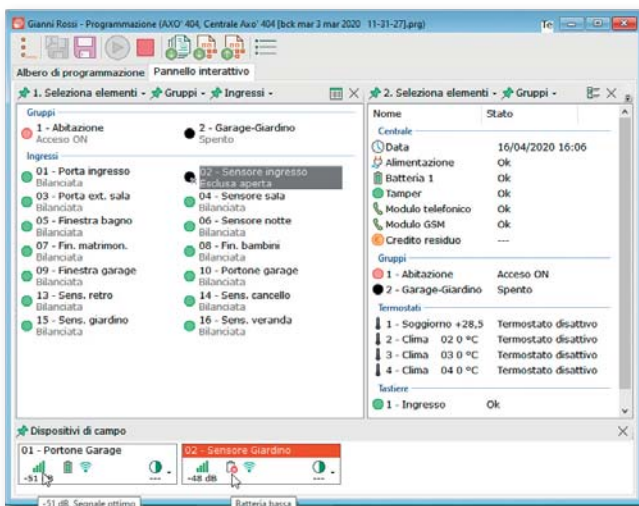 Gianni Rossi - Programmazione (AXO' 404, Centrale Axo' 404 [bck mar 3 mar 2020 11-31-27].prg)
Te
Albero di programmazione Pannello interattivo
1. Seleziona elementi - Gruppi - Ingressi -
Gruppi
1 - Abitazione
Acceso ON
2 - Garage-Giardino
Spento
Ingressi
01 - Porta ingresso
Bilanciata
02 - Sensore ingresso
Esclusa aperta
03 - Porta ext. sala
Bilanciata
04 - Sensore sala
Bilanciata
05 - Finestra bagno
Bilanciata
06 - Sensore notte
Bilanciata
07 - Fin. matrimon.
Bilanciata
08 - Fin. bambini
Bilanciata
09 - Finestra garage
Bilanciata
10 - Portone garage
Bilanciata
13 - Sens. retro
Bilanciata
14 - Sens. cancello
Bilanciata
15 - Sens. giardino
Bilanciata
16 - Sens. veranda
Bilanciata
2. Seleziona elementi - Gruppi -
Nome Stato
Centrale
Data 16/04/2020 16:06
Alimentazione Ok
Batteria 1 Ok
Tamper Ok
Modulo telefonico Ok
Modulo GSM Ok
Credito residuo ---
Gruppi
1 - Abitazione Acceso ON
2 - Garage-Giardino Spento
Termostati
1 - Soggiorno +28,5 Termostato disattivo
2 - Clima 02 0 °C Termostato disattivo
3 - Clima 03 0 °C Termostato disattivo
4 - Clima 04 0 °C Termostato disattivo
Tastiere
1 - Ingresso Ok
Dispositivi di campo
01 - Portone Garage
-51 dB
---
02 - Sensore Giardino
-48 dB
---
-51 dB. Segnale ottimo
Batteria bassa